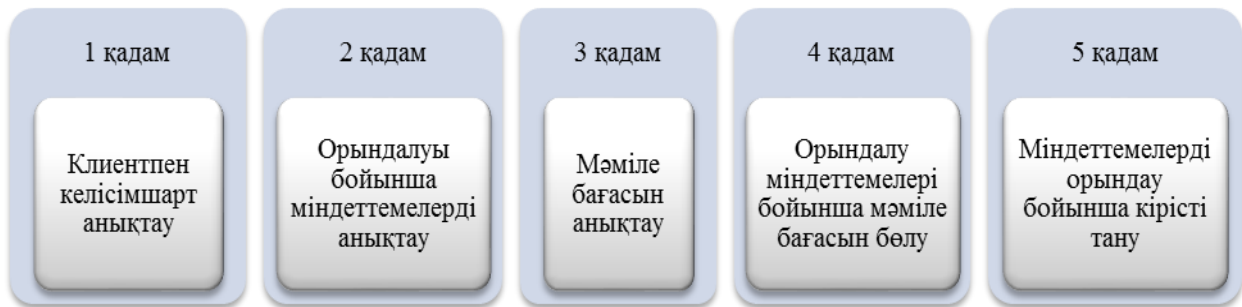 1 қадам
Клиентпен
келісімшарт
анықтау
2 қадам
Орындалуы
бойынша
міндеттемелерді
анықтау
3 қадам
Мәміле
бағасын
анықтау
4 қадам
Орындалу
міндеттемелері
бойынша мәміле
бағасын бөлу
5 қадам
Міндеттемелерді
орындау
бойынша кірісті
тану